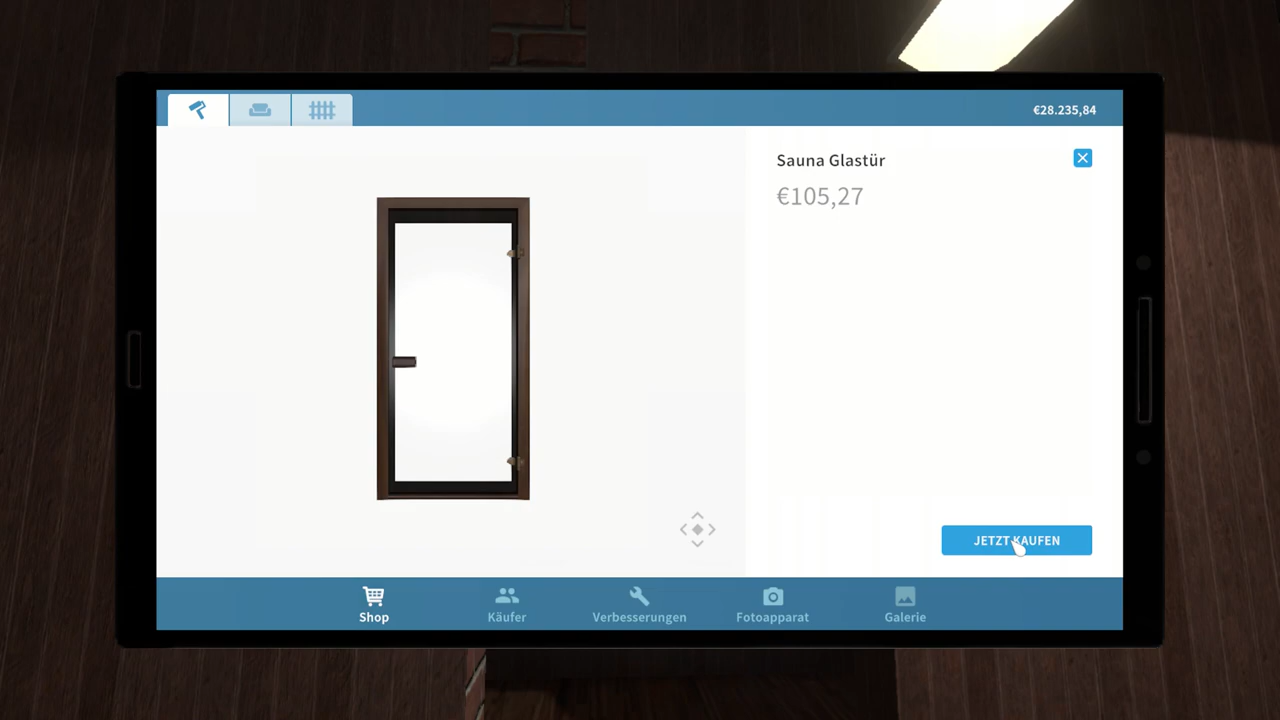 €28.235,84
Sauna Glastür
€105,27
JETZT KAUFEN
Shop
Käufer
Verbesserungen
Fotoapparat
Galerie